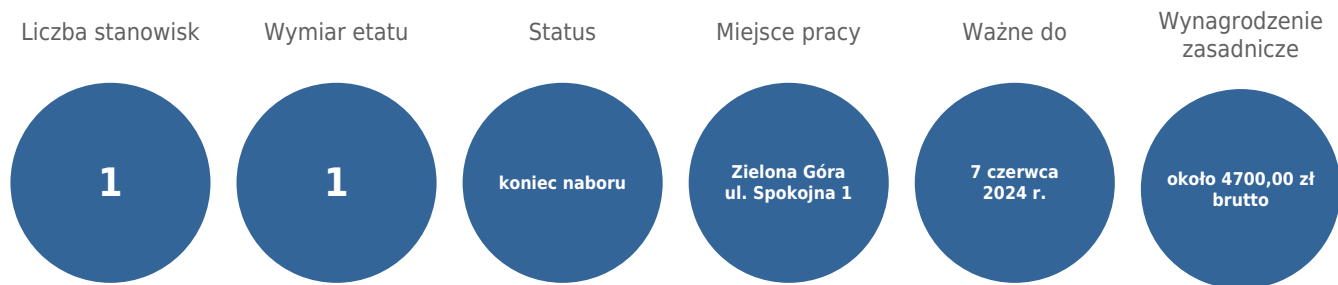 Liczba stanowisk
1
Wymiar etatu
1
Status
koniec naboru
Miejsce pracy
Zielona Góra
ul. Spokojna 1
Ważne do
7 czerwca
2024 r.
Wynagrodzenie
zasadnicze
około 4700,00 zł
brutto